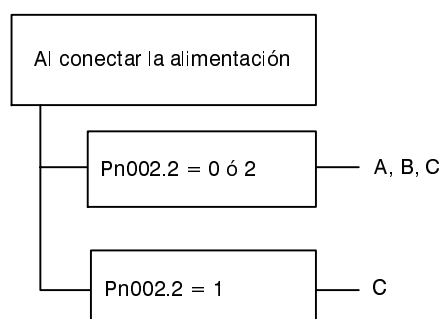 Al conectar la alimentación
Pn002.2 = 0 ó 2
A, B, C
Pn002.2 = 1
C